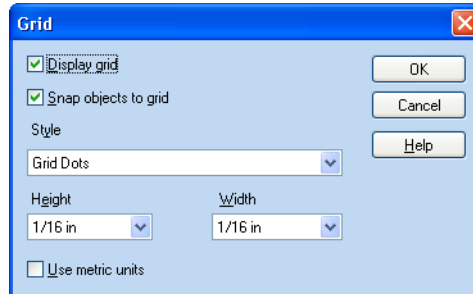 Grid
Display grid
OK
Snap objects to grid
Cancel
Style
Help
Grid Dots
Height Width
1/16 in 1/16 in
Use metric units